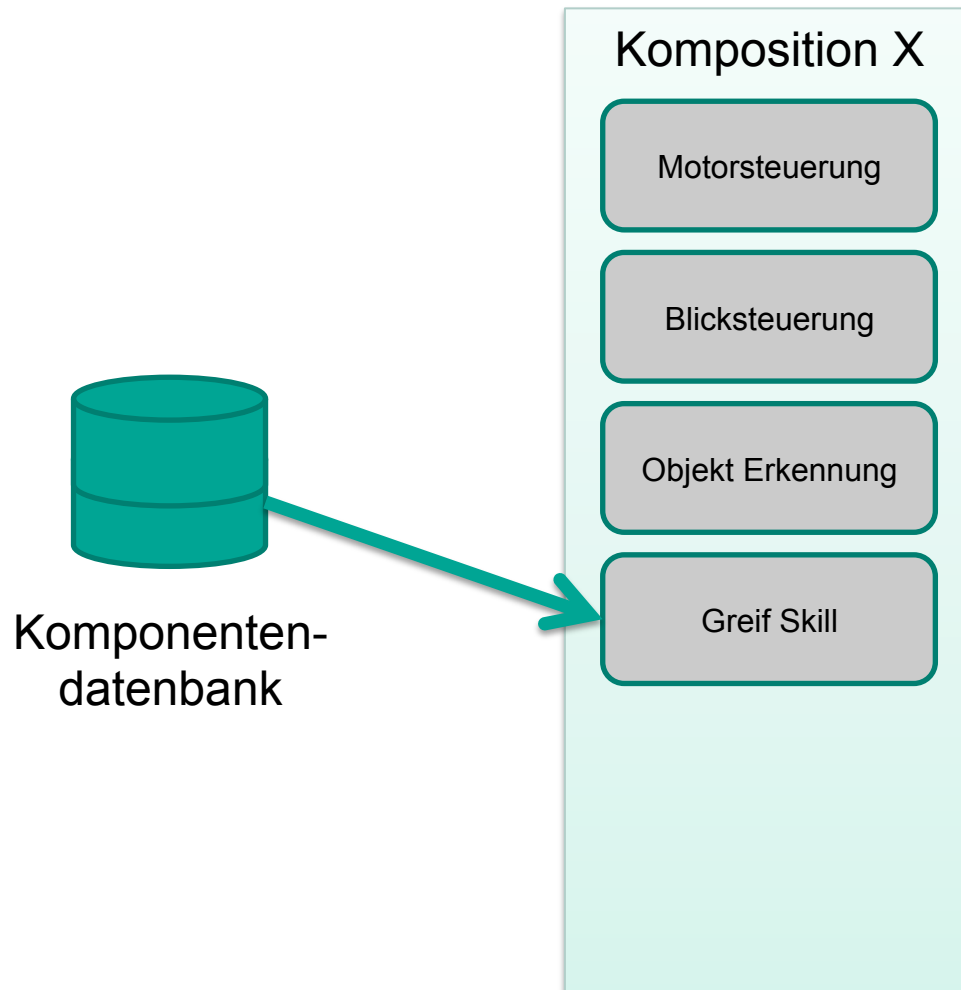 Komposition X
Motorsteuerung
Blicksteuerung
Objekt Erkennung
Greif Skill
Komponenten-
datenbank